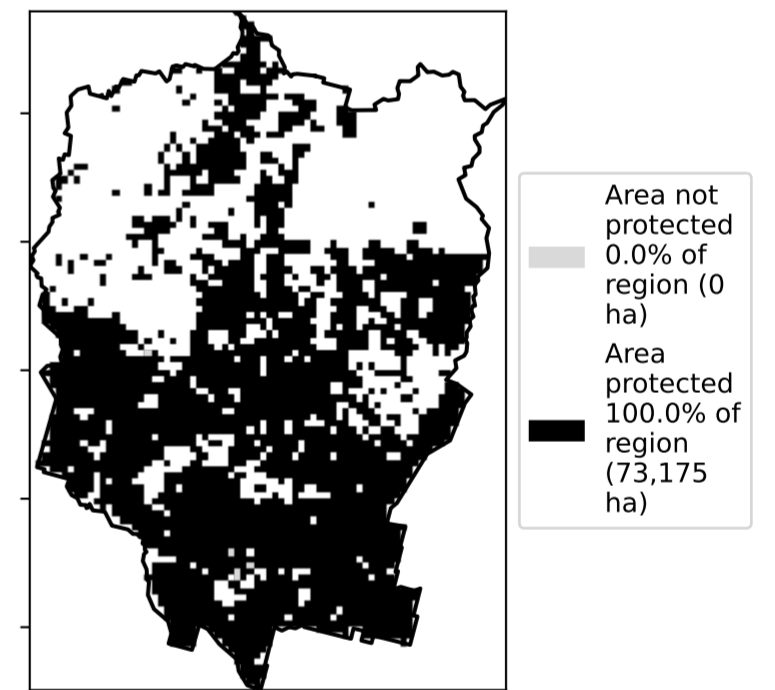 Area not
protected
0.0% of
region (0
ha)
Area
protected
100.0% of
region
(73,175
ha)